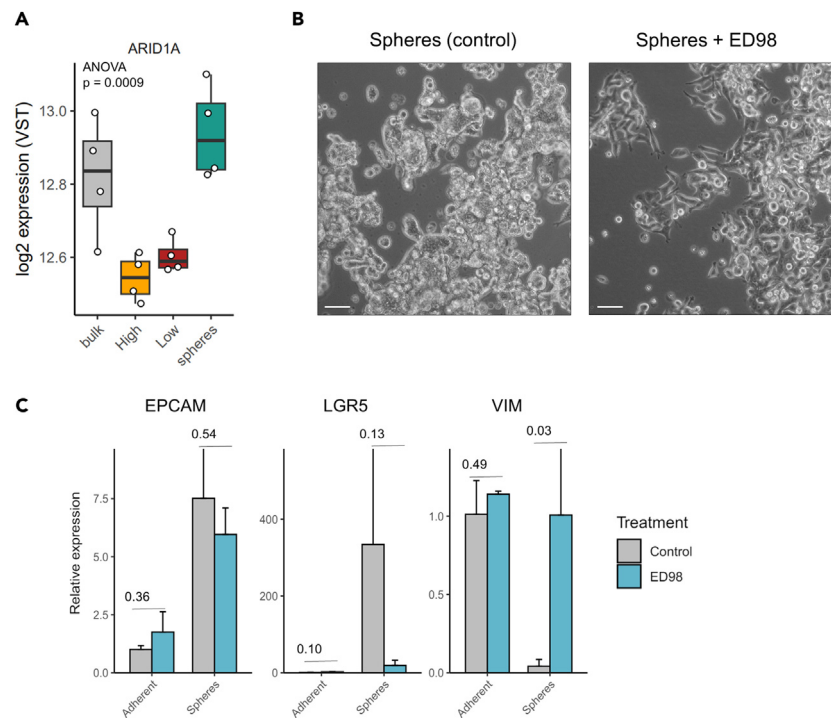 A
ARID1A
ANOVA
p = 0.0009
log2 expression (VST)
13.0
12.8
12.6
bulk
High
Low
spheres
B
Spheres (control)
Spheres + ED98
C
EPCAM
LGR5
VIM
Relative expression
7.5
5.0
2.5
0.0
0.36
0.54
Adherent
Spheres
400
200
0
0.10
0.13
Adherent
Spheres
1.0
0.5
0.0
0.49
0.03
Adherent
Spheres
Treatment
Control
ED98